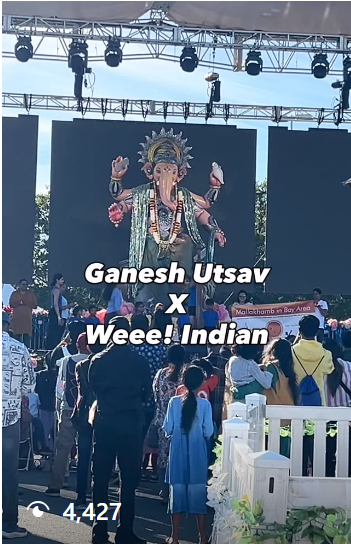 Mallakhamb in Bay Area
Ganesh Utsav
X
Weee! Indian
4,427